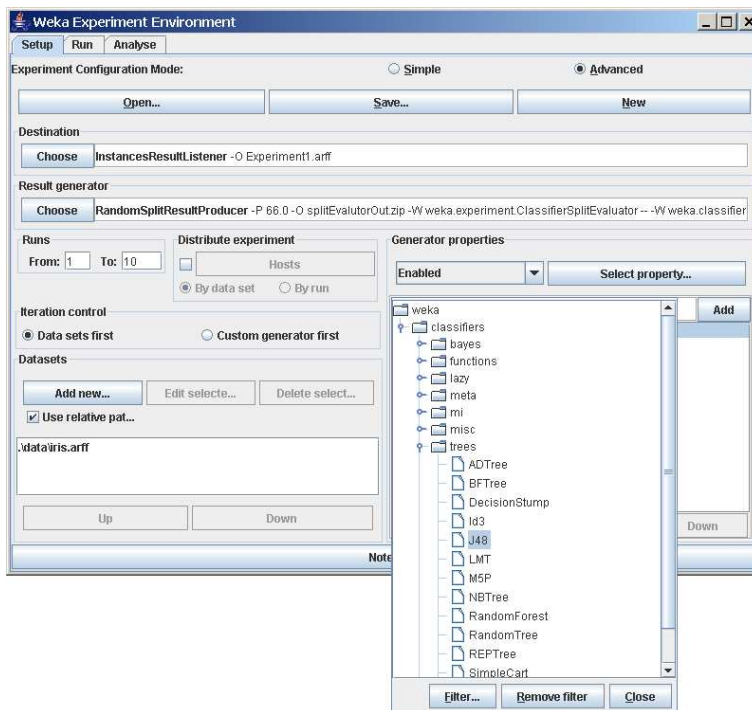 Weka Experiment Environment
Setup Run Analyse
Experiment Configuration Mode: Simple Advanced
Open... Save... New
Destination
Choose InstancesResultListener -O Experiment1.arff
Result generator
Choose RandomSplitResultProducer -P 66.0 -O splitEvalutorOut.zip -W weka.experiment.ClassifierSplitEvaluator -- -W weka.classifier
Runs
From: 1 To: 10
Distribute experiment
Hosts
By data set By run
Generator properties
Enabled Select property...
Iteration control
Data sets first Custom generator first
Datasets
Add new... Edit selecte... Delete select...
Use relative pat...
.\data\iris.arff
Up Down
Add
Down
Note
weka
classifiers
bayes
functions
lazy
meta
mi
misc
trees
ADTree
BFTree
DecisionStump
Id3
J48
LMT
M5P
NBTree
RandomForest
RandomTree
REPTree
SimpleCart
Filter... Remove filter Close